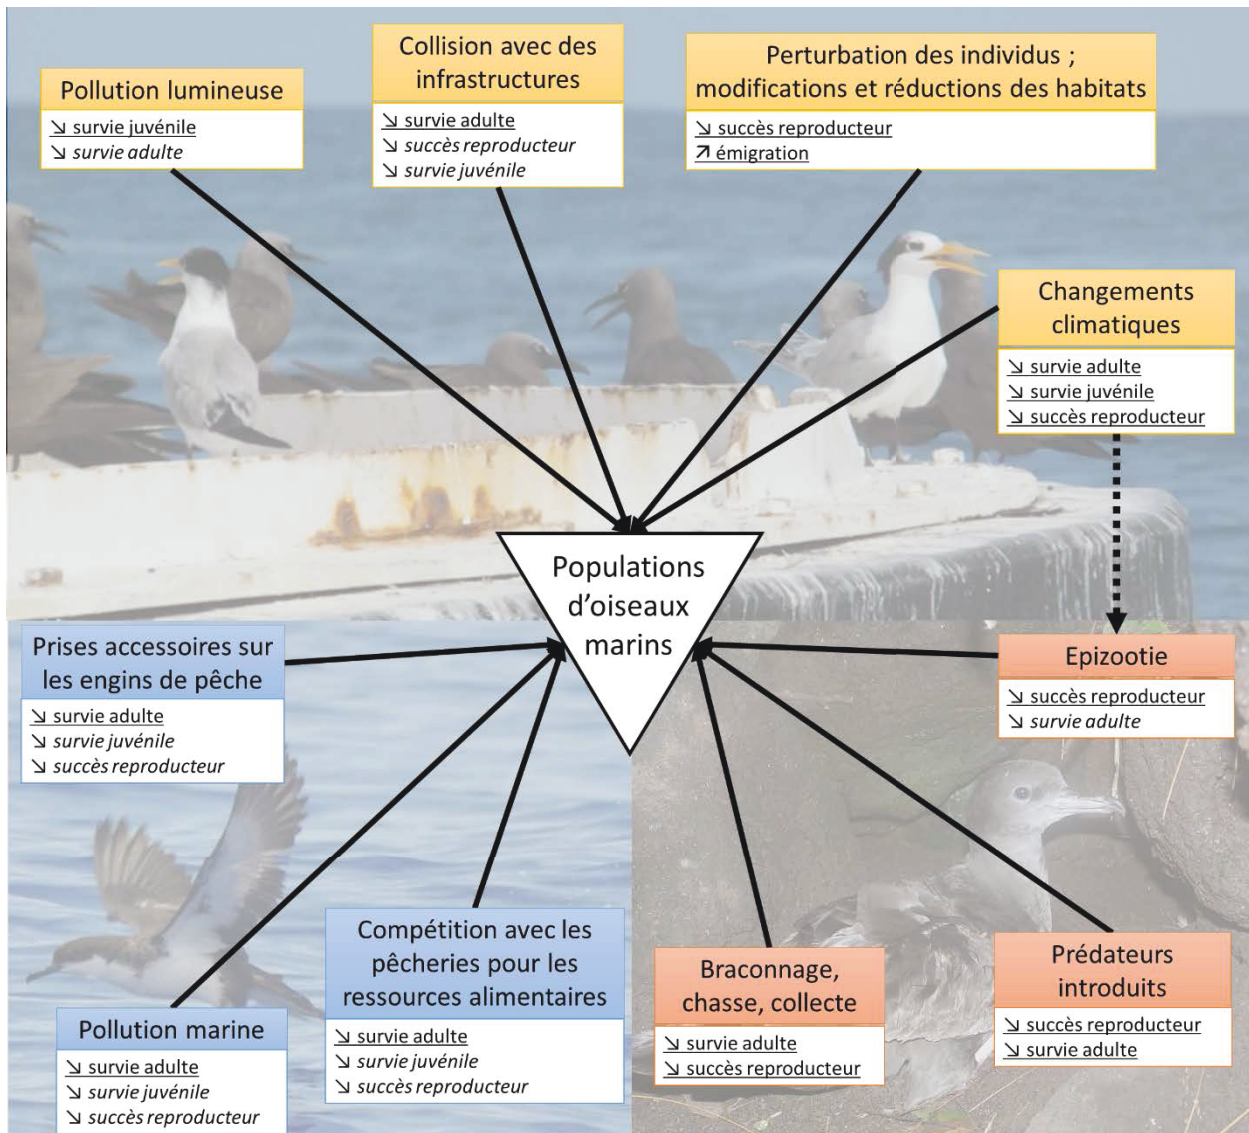 Pollution lumineuse
↘ survie juvénile
↘ survie adulte
Collision avec des
infrastructures
↘ survie adulte
↘ succès reproducteur
↘ survie juvénile
Perturbation des individus ;
modifications et réductions des habitats
↘ succès reproducteur
↗ émigration
Changements
climatiques
↘ survie adulte
↘ survie juvénile
↘ succès reproducteur
Populations
d’oiseaux
marins
Prises accessoires sur
les engins de pêche
↘ survie adulte
↘ survie juvénile
↘ succès reproducteur
Epizootie
↘ succès reproducteur
↘ survie adulte
Pollution marine
↘ survie adulte
↘ survie juvénile
↘ succès reproducteur
Compétition avec les
pêcheries pour les
ressources alimentaires
↘ survie adulte
↘ survie juvénile
↘ succès reproducteur
Braconnage,
chasse, collecte
↘ survie adulte
↘ succès reproducteur
Prédateurs
introduits
↘ succès reproducteur
↘ survie adulte